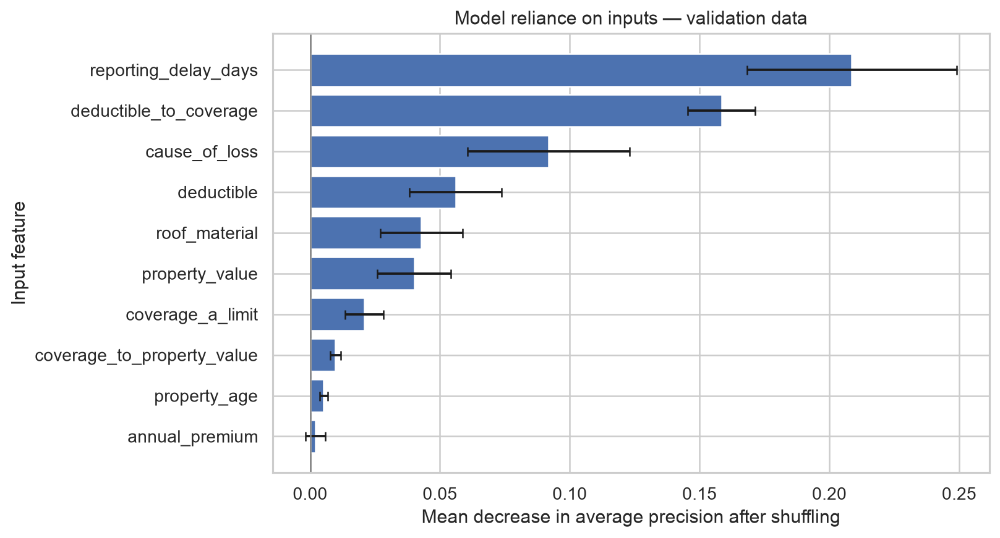 Model reliance on inputs — validation data
Input feature
reporting_delay_days
deductible_to_coverage
cause_of_loss
deductible
roof_material
property_value
coverage_a_limit
coverage_to_property_value
property_age
annual_premium
0.00 0.05 0.10 0.15 0.20 0.25
Mean decrease in average precision after shuffling